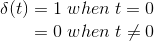 δ(t) = 1 when t = 0
= 0 when t ≠ 0